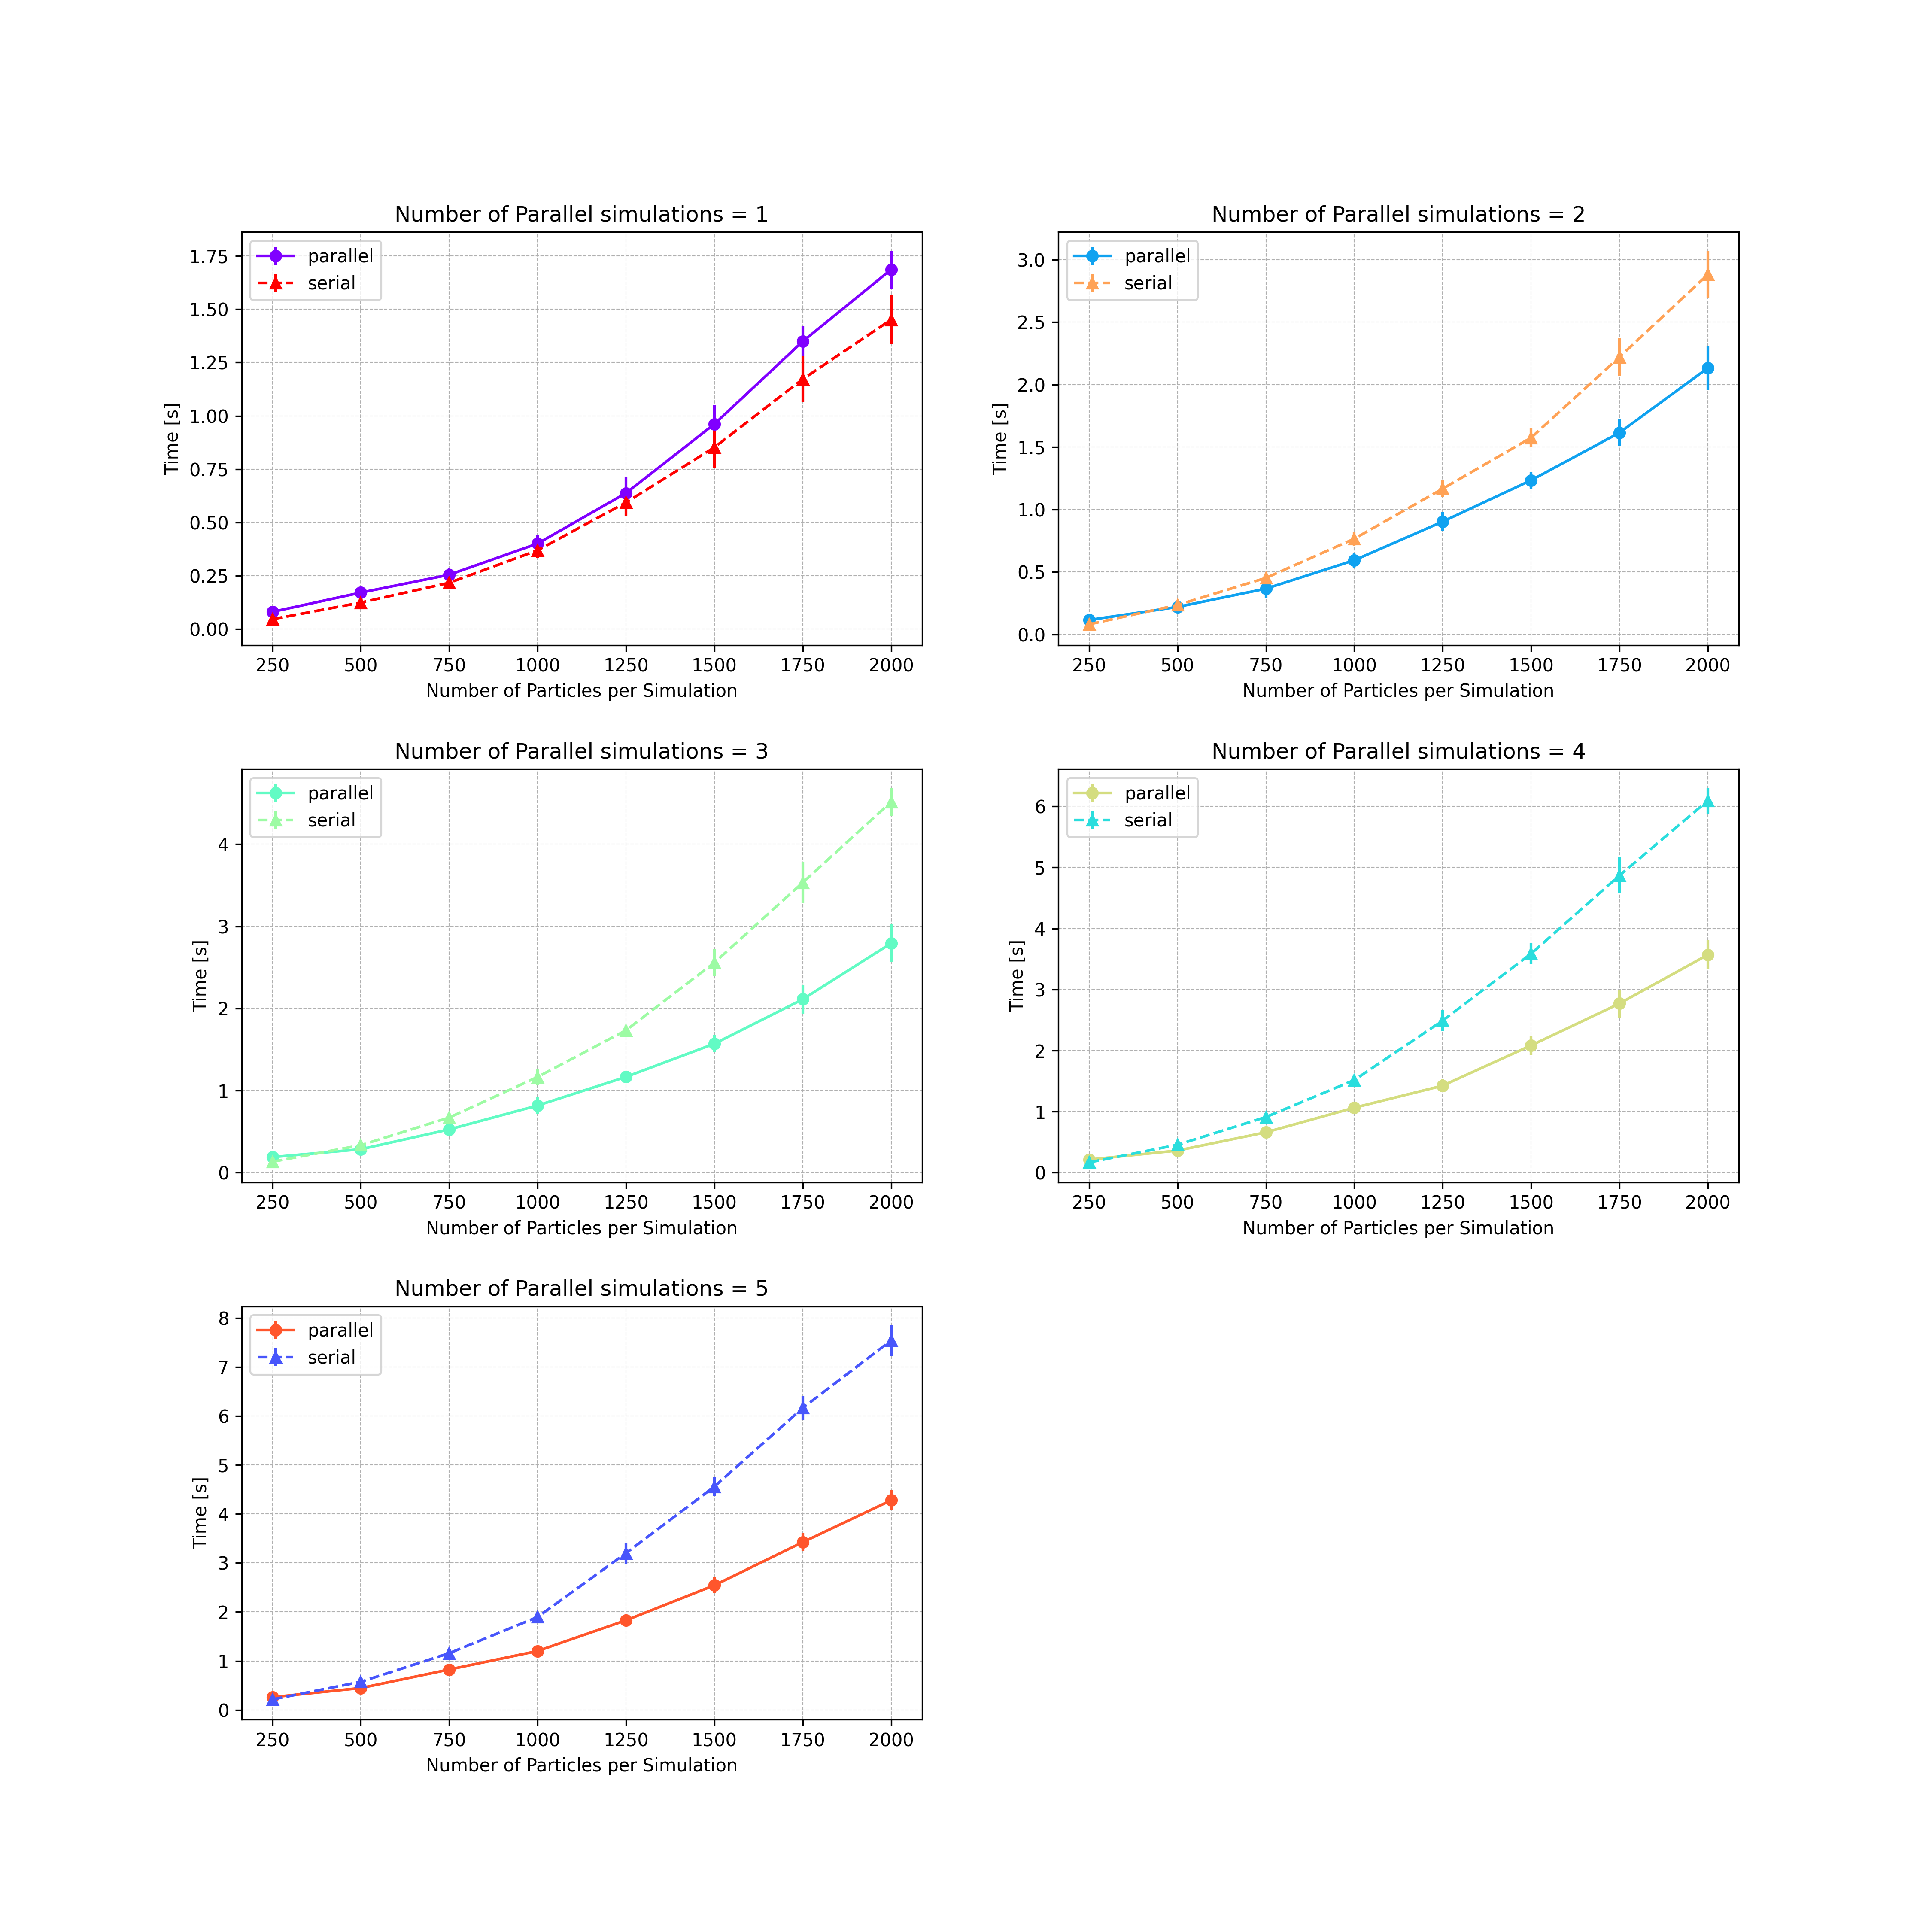 Number of Parallel simulations = 1
parallel
serial
1.75
1.50
1.25
1.00
0.75
0.50
0.25
0.00
Time [s]
250 500 750 1000 1250 1500 1750 2000
Number of Particles per Simulation
Number of Parallel simulations = 2
parallel
serial
3.0
2.5
2.0
1.5
1.0
0.5
0.0
Time [s]
250 500 750 1000 1250 1500 1750 2000
Number of Particles per Simulation
Number of Parallel simulations = 3
parallel
serial
4
3
2
1
0
Time [s]
250 500 750 1000 1250 1500 1750 2000
Number of Particles per Simulation
Number of Parallel simulations = 4
parallel
serial
6
5
4
3
2
1
0
Time [s]
250 500 750 1000 1250 1500 1750 2000
Number of Particles per Simulation
Number of Parallel simulations = 5
parallel
serial
8
7
6
5
4
3
2
1
0
Time [s]
250 500 750 1000 1250 1500 1750 2000
Number of Particles per Simulation